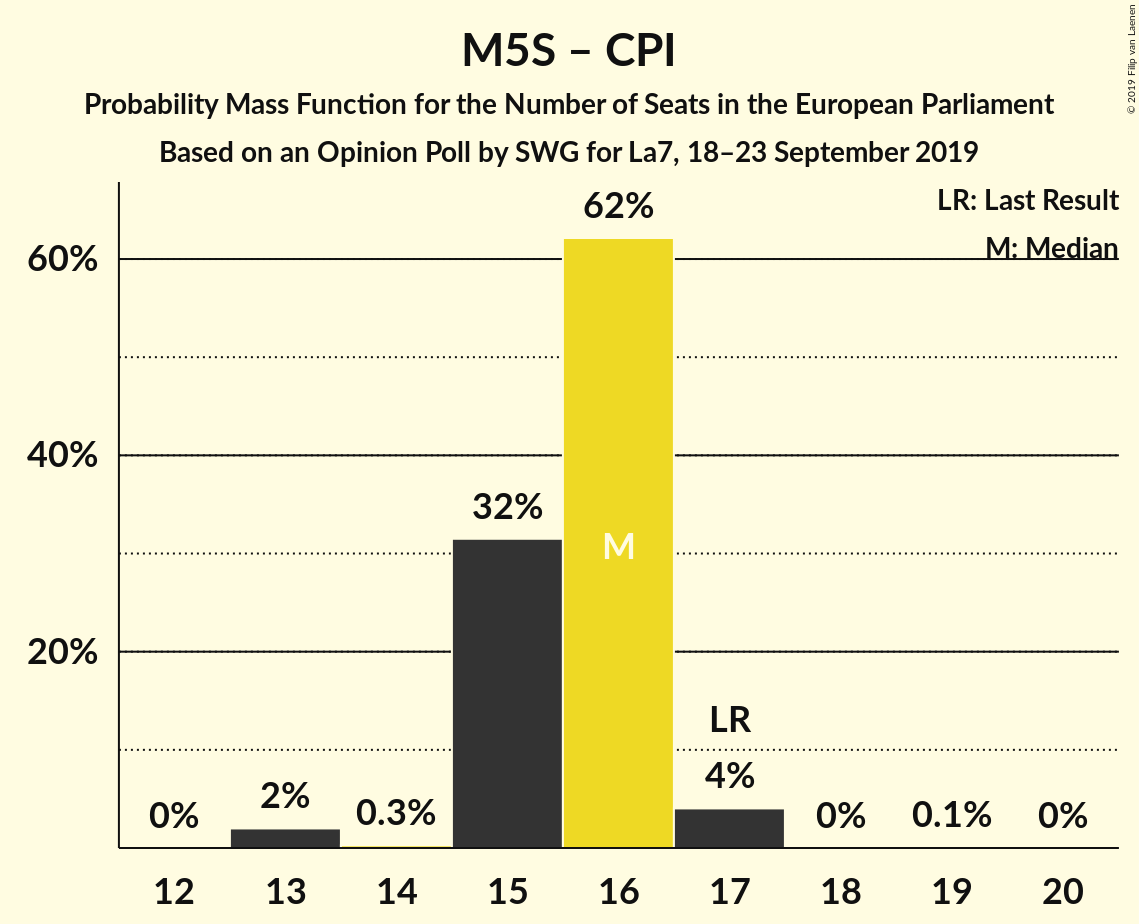 M5S – CPI
Probability Mass Function for the Number of Seats in the European Parliament
Based on an Opinion Poll by SWG for La7, 18–23 September 2019
© 2019 Filip van Laenen
LR: Last Result
M: Median
60%
40%
20%
0%
2%
0.3%
32%
62%
M
LR
4%
0%
0.1%
0%
12 13 14 15 16 17 18 19 20